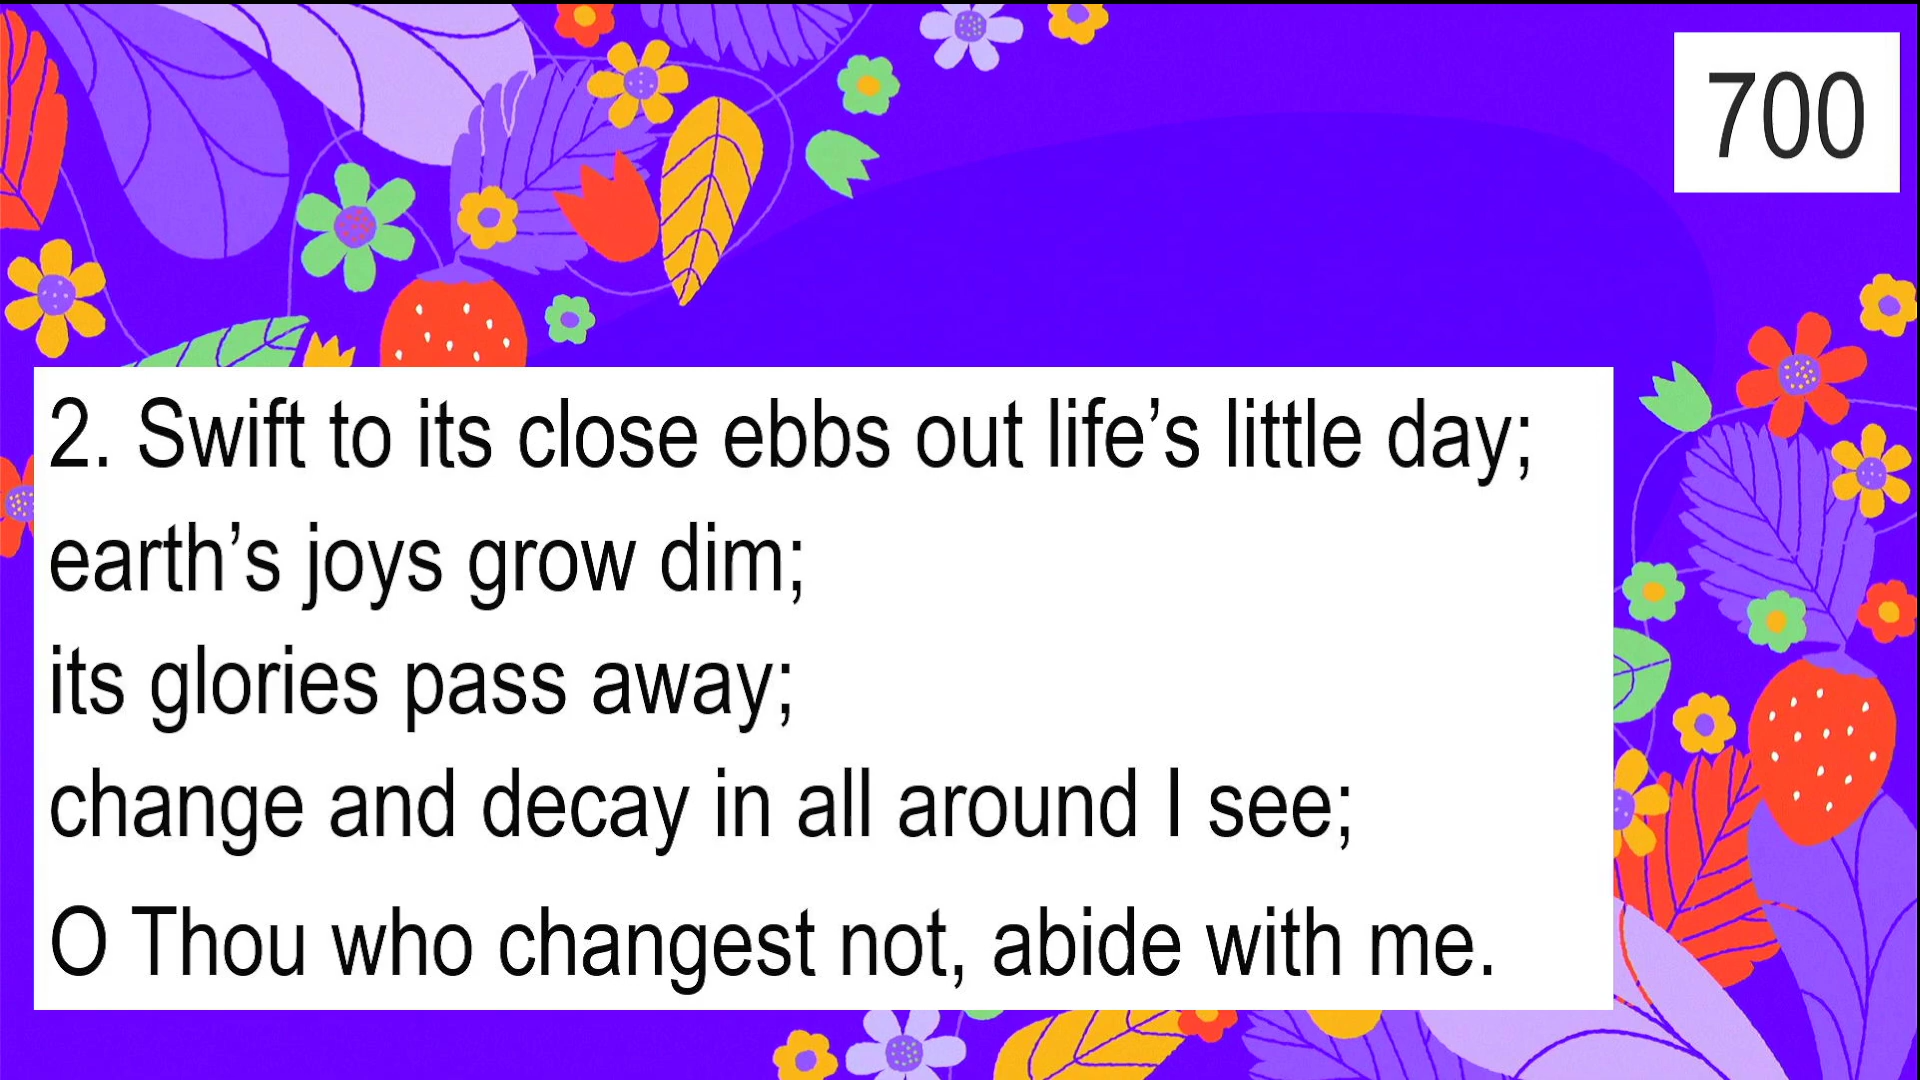 700
2. Swift to its close ebbs out life’s little day;
earth’s joys grow dim;
its glories pass away;
change and decay in all around I see;
O Thou who changest not, abide with me.